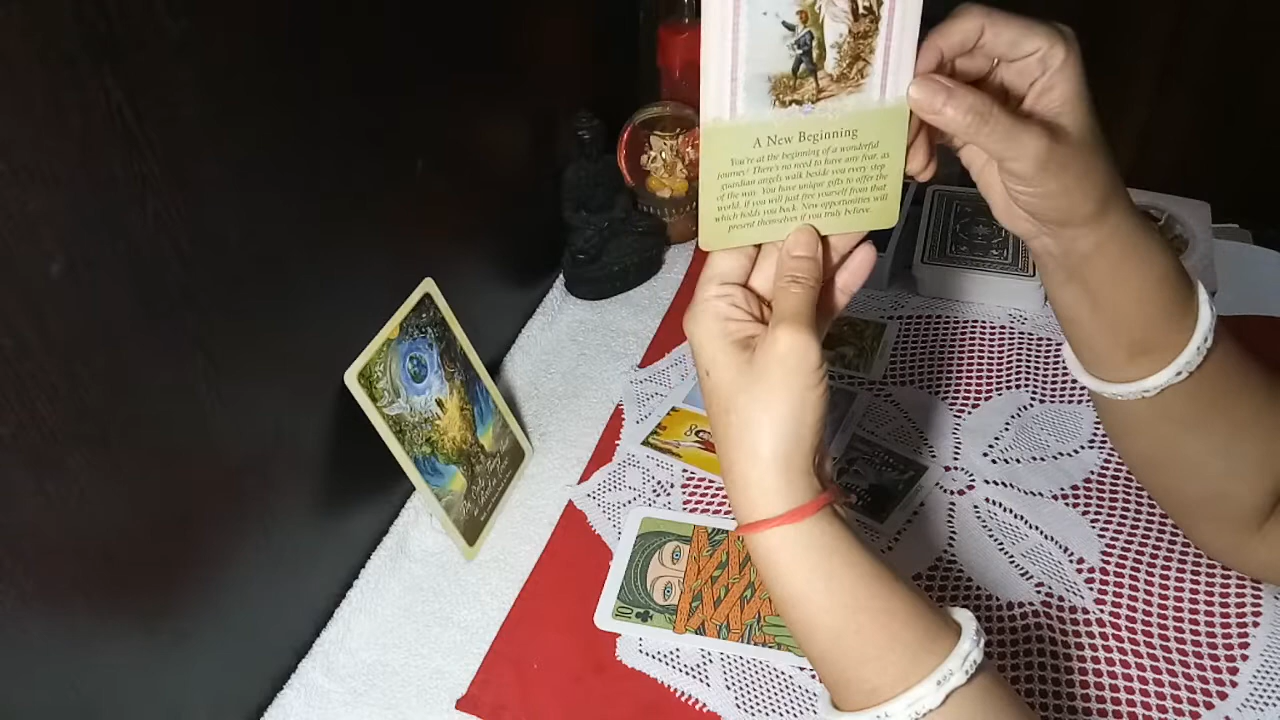 A New Beginning
You're at the beginning of a wonderful
journey! There's no need to have any fear, as
guardian angels walk beside you every step
of the way. You have unique gifts to offer the
world, if you will just free yourself from that
which holds you back. New opportunities will
present themselves if you truly believe.
10